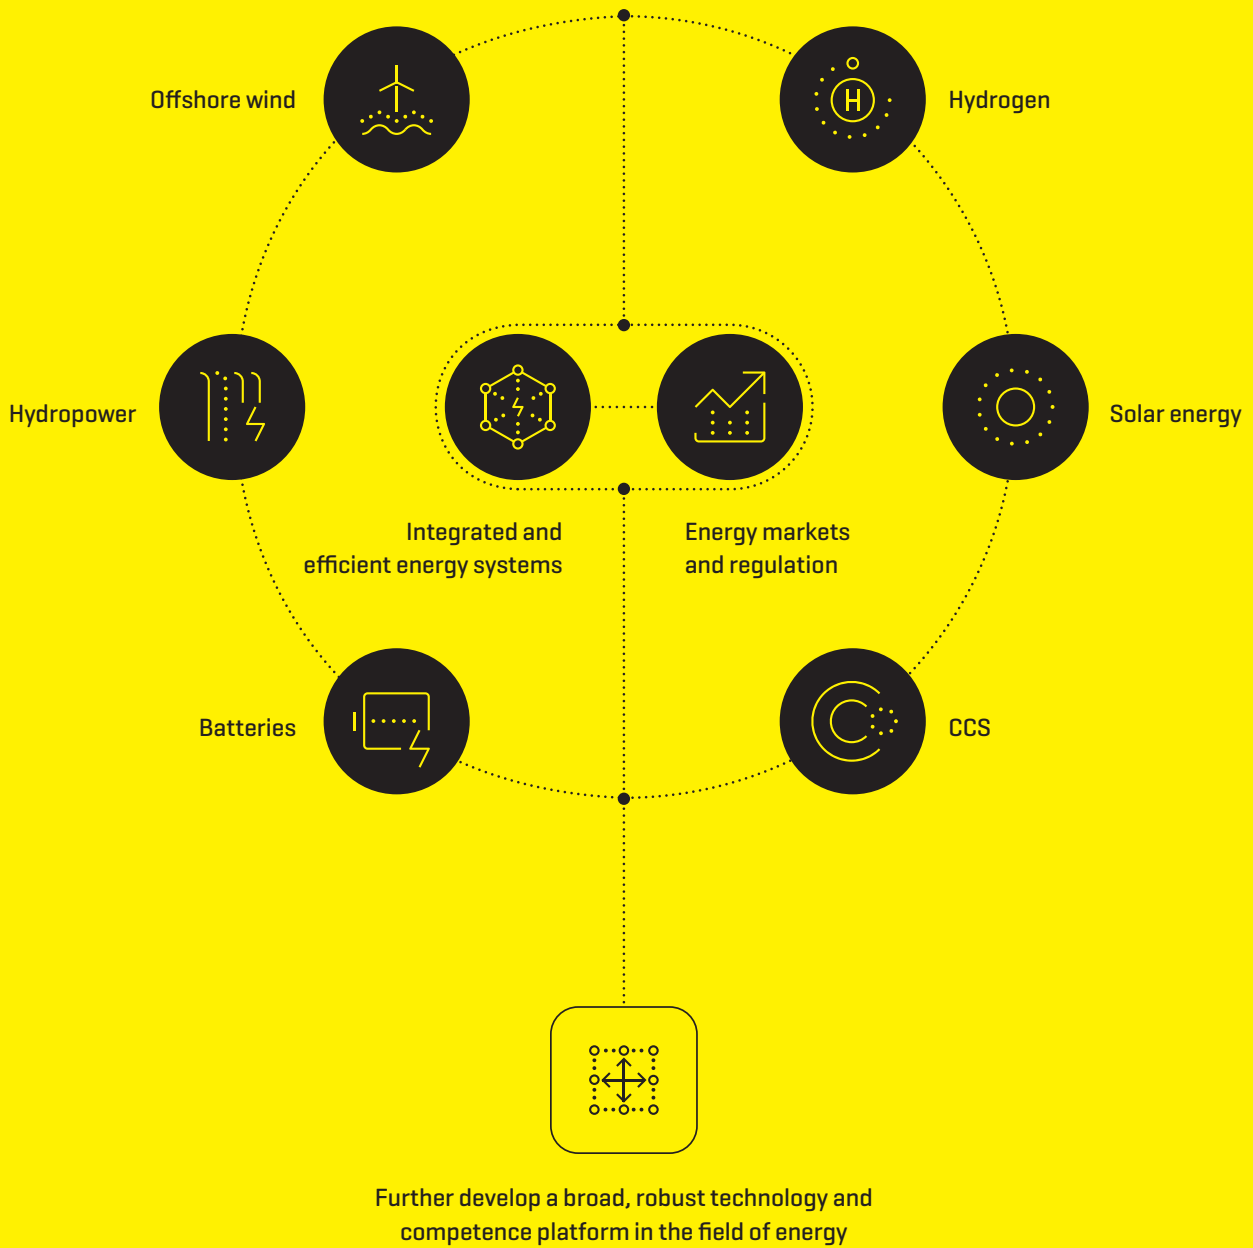 Offshore wind
Hydrogen
H
Hydropower
Solar energy
Integrated and
efficient energy systems
Energy markets
and regulation
Batteries
CCS
Further develop a broad, robust technology and
competence platform in the field of energy